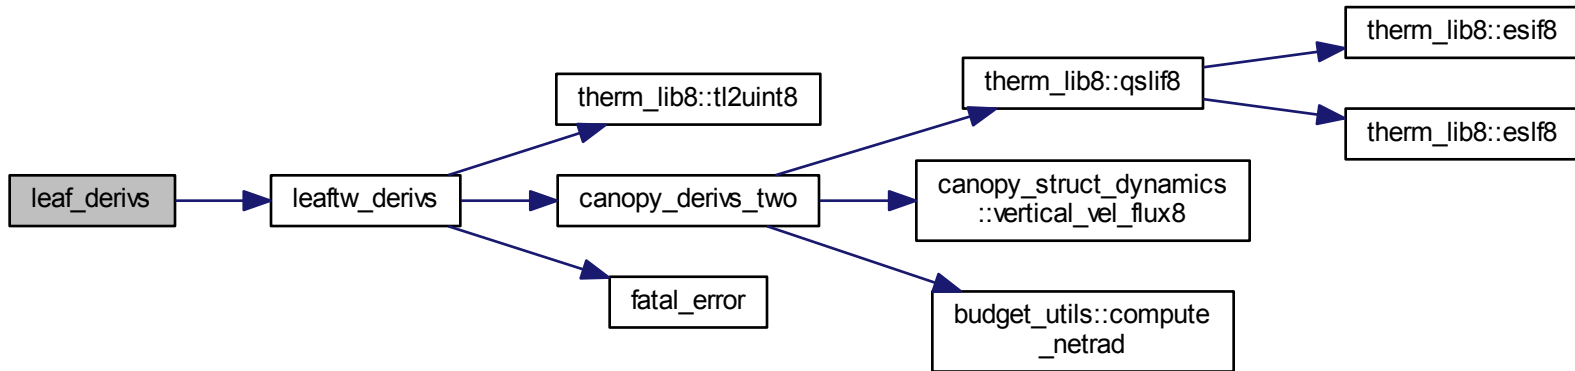 leaf_derivs
leaftw_derivs
therm_lib8::tl2uint8
canopy_derivs_two
fatal_error
therm_lib8::qslif8
canopy_struct_dynamics
::vertical_vel_flux8
budget_utils::compute
_netrad
therm_lib8::esif8
therm_lib8::eslf8